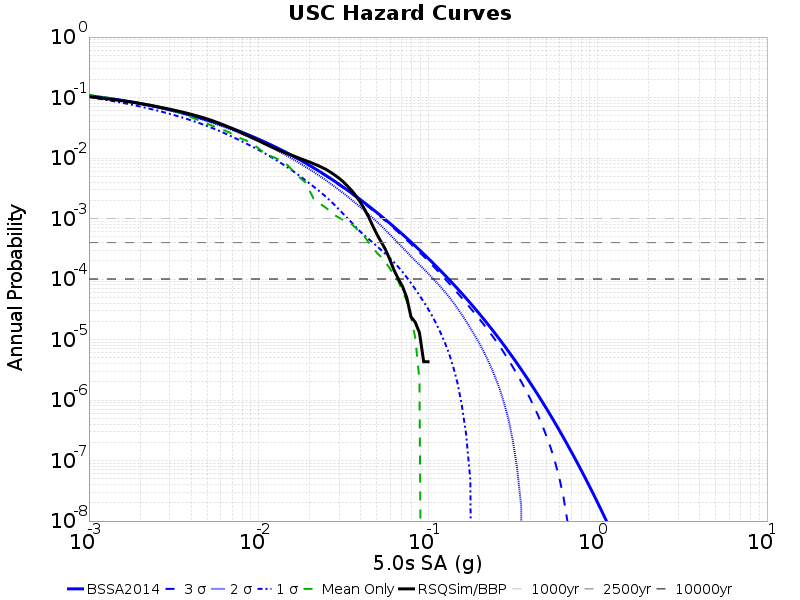 USC Hazard Curves
Annual Probability
10^0
10^-1
10^-2
10^-3
10^-4
10^-5
10^-6
10^-7
10^-8
10^-3 10^-2 10^-1 10^0 10^1
5.0s SA (g)
BSSA2014 3 σ 2 σ 1 σ Mean Only RSQSim/BBP 1000yr 2500yr 10000yr